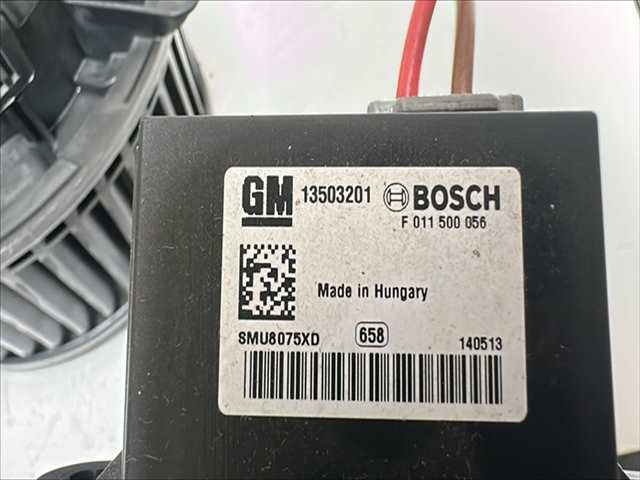 GM 13503201 BOSCH
F 011 500 056
Made in Hungary
SMU8075XD 658 140513